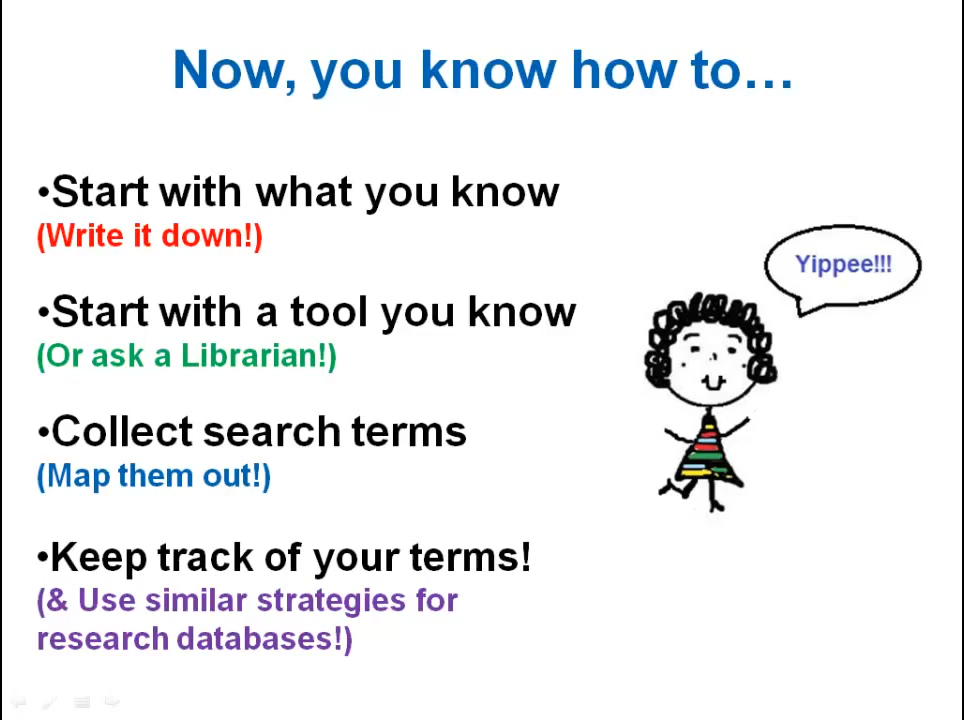 Now, you know how to…
•Start with what you know
(Write it down!)
•Start with a tool you know
(Or ask a Librarian!)
•Collect search terms
(Map them out!)
•Keep track of your terms!
(& Use similar strategies for
research databases!)
Yippee!!!